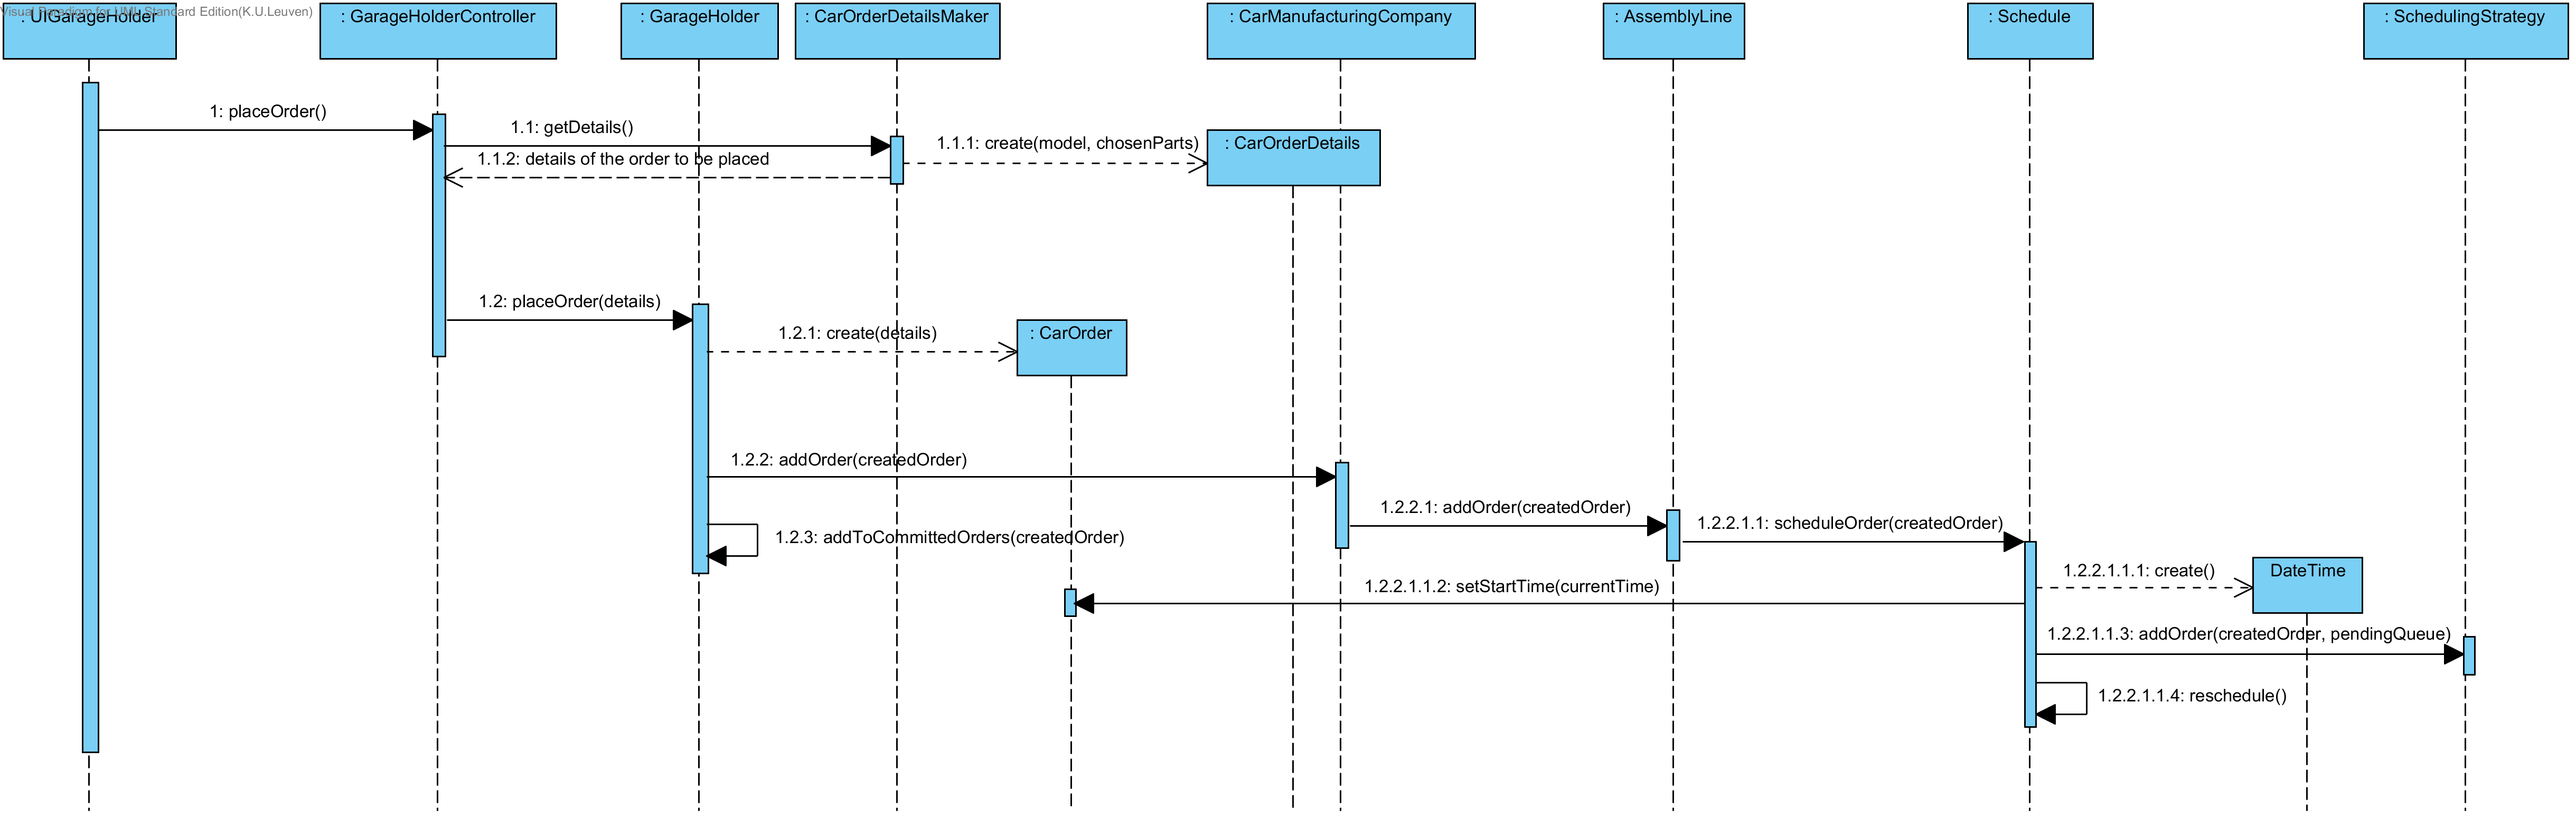 Visual Paradigm for UML Standard Edition(K.U.Leuven)
: UIGarageHolder
: GarageHolderController
: GarageHolder
: CarOrderDetailsMaker
: CarManufacturingCompany
: AssemblyLine
: Schedule
: SchedulingStrategy
1: placeOrder()
1.1: getDetails()
1.1.1: create(model, chosenParts)
: CarOrderDetails
1.1.2: details of the order to be placed
1.2: placeOrder(details)
1.2.1: create(details)
: CarOrder
1.2.2: addOrder(createdOrder)
1.2.2.1: addOrder(createdOrder)
1.2.2.1.1: scheduleOrder(createdOrder)
1.2.3: addToCommittedOrders(createdOrder)
1.2.2.1.1.1: create()
DateTime
1.2.2.1.1.2: setStartTime(currentTime)
1.2.2.1.1.3: addOrder(createdOrder, pendingQueue)
1.2.2.1.1.4: reschedule()